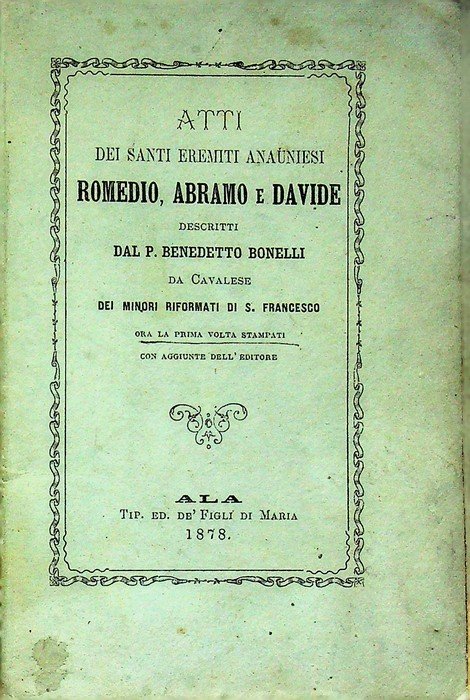 ATTI
DEI SANTI EREMITI ANAUNIESI
ROMEDIO, ABRAMO E DAVIDE
DESCRITTI
DAL P. BENEDETTO BONELLI
DA CAVALESE
DEI MINORI RIFORMATI DI S. FRANCESCO
ORA LA PRIMA VOLTA STAMPATI
CON AGGIUNTE DELL' EDITORE
ALA
TIP. ED. DE' FIGLI DI MARIA
1878.